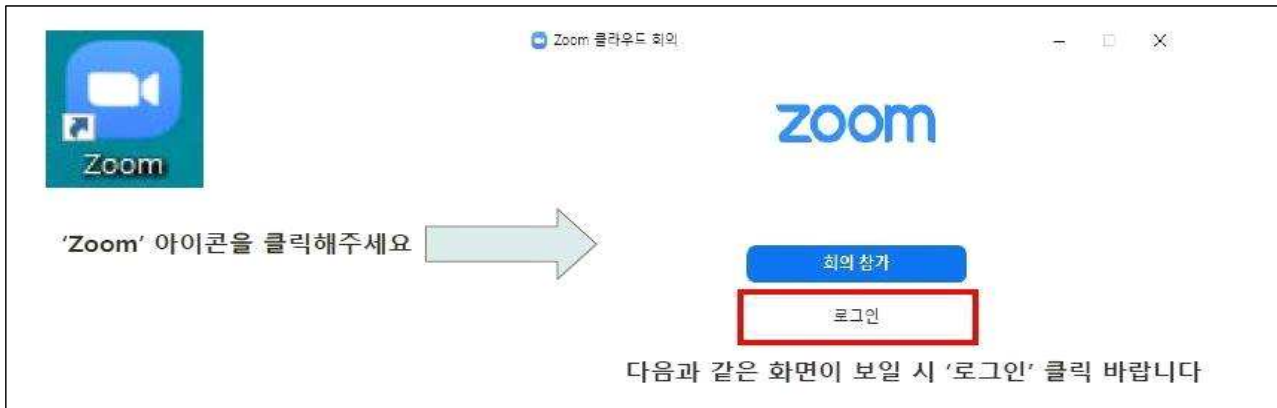 Zoom
'Zoom' 아이콘을 클릭해주세요
Zoom 클라우드 회의
zoom
회의 참가
로그인
다음과 같은 화면이 보일 시 '로그인' 클릭 바랍니다